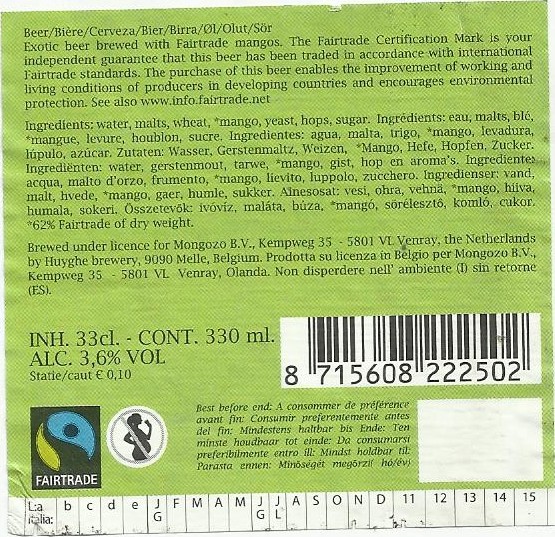 Beer/Bière/Cerveza/Bier/Birra/Øl/Olut/Sör
Exotic beer brewed with Fairtrade mangos. The Fairtrade Certification Mark is your
independent guarantee that this beer has been traded in accordance with international
Fairtrade standards. The purchase of this beer enables the improvement of working and
living conditions of producers in developing countries and encourages environmental
protection. See also www.info.fairtrade.net
Ingredients: water, malts, wheat, *mango, yeast, hops, sugar. Ingrédients: eau, malts, blé,
*mangue, levure, houblon, sucre. Ingredientes: agua, malta, trigo, *mango, levadura,
lúpulo, azúcar. Zutaten: Wasser, Gerstenmaltz, Weizen, *Mango, Hefe, Hopfen, Zucker.
Ingrediënten: water, gerstenmout, tarwe, *mango, gist, hop en aroma's. Ingrediente:
acqua, malto d'orzo, frumento, *mango, lievito, luppolo, zucchero. Ingredienser: vand,
malt, hvede, *mango, gaer, humle, sukker. Ainesosat: vesi, ohra, vehnä, *mango, hiiva,
humala, sokeri. Összetevők: ivóvíz, maláta, búza, *mangó, sörélesztő, komló, cukor.
*62% Fairtrade of dry weight.
Brewed under licence for Mongozo B.V., Kempweg 35 - 5801 VL Venray, the Netherlands
by Huyghe brewery, 9090 Melle, Belgium. Prodotta su licenza in Belgio per Mongozo B.V.,
Kempweg 35 - 5801 VL Venray, Olanda. Non disperdere nell' ambiente (I) sin retorne
(ES).
INH. 33cl. - CONT. 330 ml.
ALC. 3,6% VOL
Statie/caut € 0,10
8 715608 222502
Best before end: A consommer de préférence
avant fin: Consumir preferentemente antes
del fin: Mindestens haltbar bis Ende: Ten
minste houdbaar tot einde: Da consumarsi
preferibilmente entro ill: Mindst holdbar til:
Parasta ennen: Minőségét megőrzi/ hó/év)
FAIRTRADE
b c d e J F M A M J J A S O N D 11 12 13 14 15
G G L